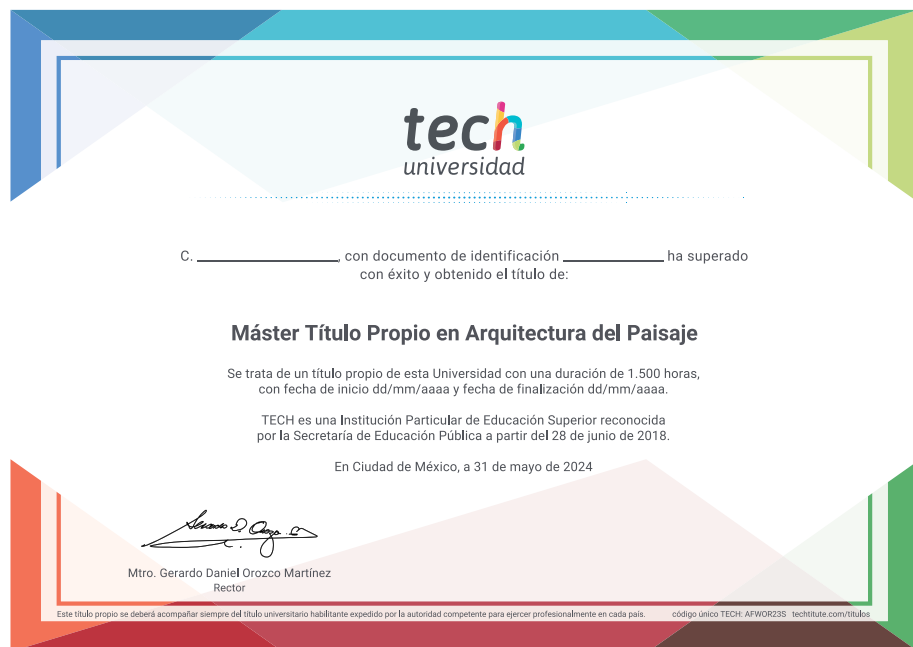 tech
universidad
C. ____________, con documento de identificación ____________ ha superado
con éxito y obtenido el título de:
Máster Título Propio en Arquitectura del Paisaje
Se trata de un título propio de esta Universidad con una duración de 1.500 horas,
con fecha de inicio dd/mm/aaaa y fecha de finalización dd/mm/aaaa.
TECH es una Institución Particular de Educación Superior reconocida
por la Secretaría de Educación Pública a partir del 28 de junio de 2018.
En Ciudad de México, a 31 de mayo de 2024
Mtro. Gerardo Daniel Orozco Martínez
Rector
Este título propio se deberá acompañar siempre del título universitario habilitante expedido por la autoridad competente para ejercer profesionalmente en cada país. código único TECH: AFWOR23S techtitute.com/titulos